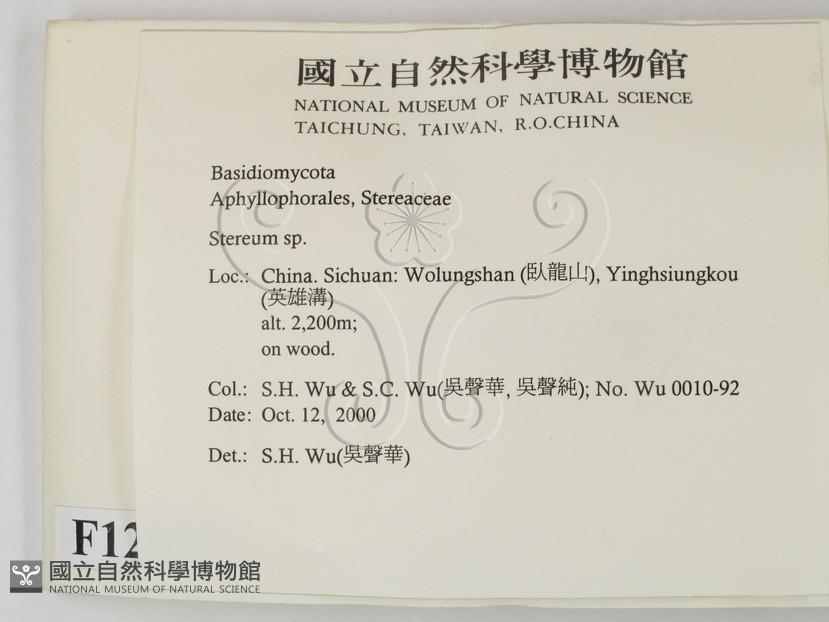 國立自然科學博物館
NATIONAL MUSEUM OF NATURAL SCIENCE
TAICHUNG, TAIWAN, R.O.CHINA
Basidiomycota
Aphyllophorales, Stereaceae
Stereum sp.
Loc.: China. Sichuan: Wolungshan (臥龍山), Yinghsiungkou
(英雄溝)
alt. 2,200m;
on wood.
Col.: S.H. Wu & S.C. Wu(吳聲華, 吳聲純); No. Wu 0010-92
Date: Oct. 12, 2000
Det.: S.H. Wu(吳聲華)
F12
國立自然科學博物館
NATIONAL MUSEUM OF NATURAL SCIENCE